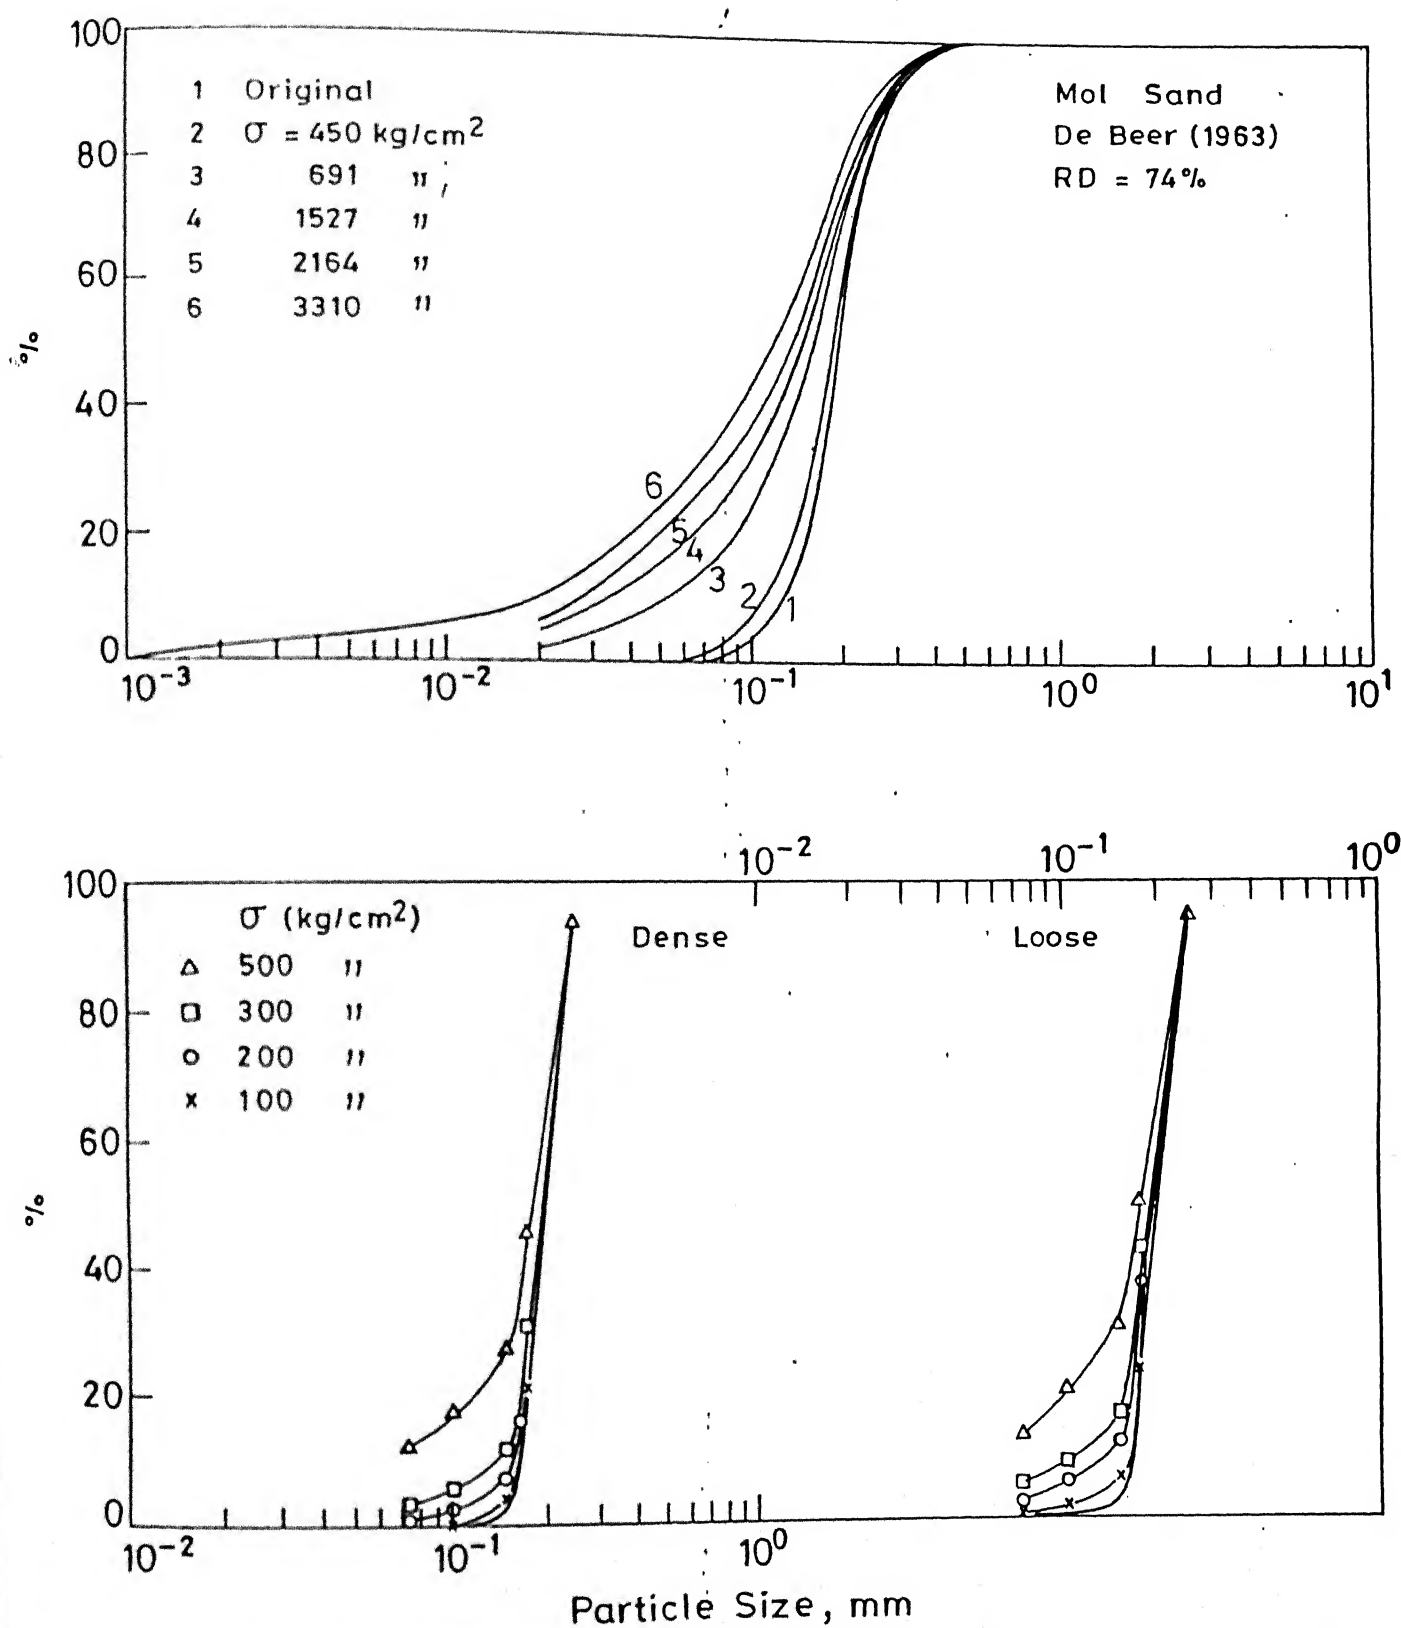 100
80
60
40
20
0
%
1 Original
2 σ = 450 kg/cm²
3 691 "
4 1527 "
5 2164 "
6 3310 "
Mol Sand
De Beer (1963)
RD = 74%
6
5
4
3
2
1
10⁻³ 10⁻² 10⁻¹ 10⁰ 10¹
10⁻² 10⁻¹ 10⁰
100
80
60
40
20
0
%
σ (kg/cm²)
△ 500 "
□ 300 "
○ 200 "
x 100 "
Dense
Loose
10⁻² 10⁻¹ 10⁰
Particle Size, mm